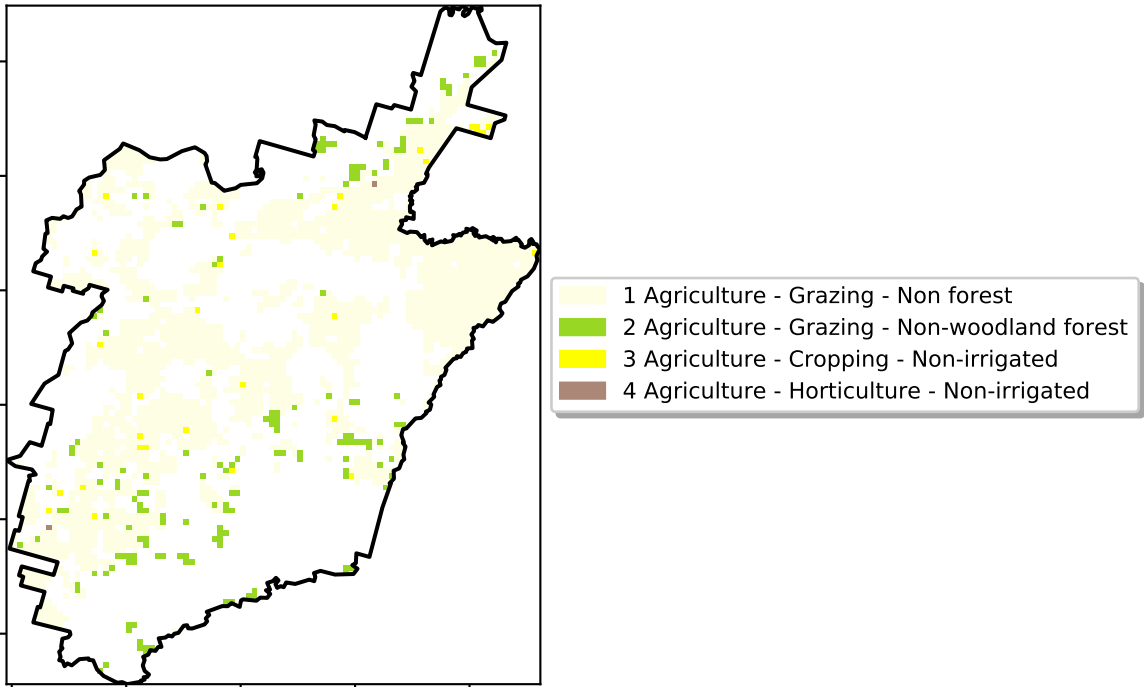 1 Agriculture - Grazing - Non forest
2 Agriculture - Grazing - Non-woodland forest
3 Agriculture - Cropping - Non-irrigated
4 Agriculture - Horticulture - Non-irrigated